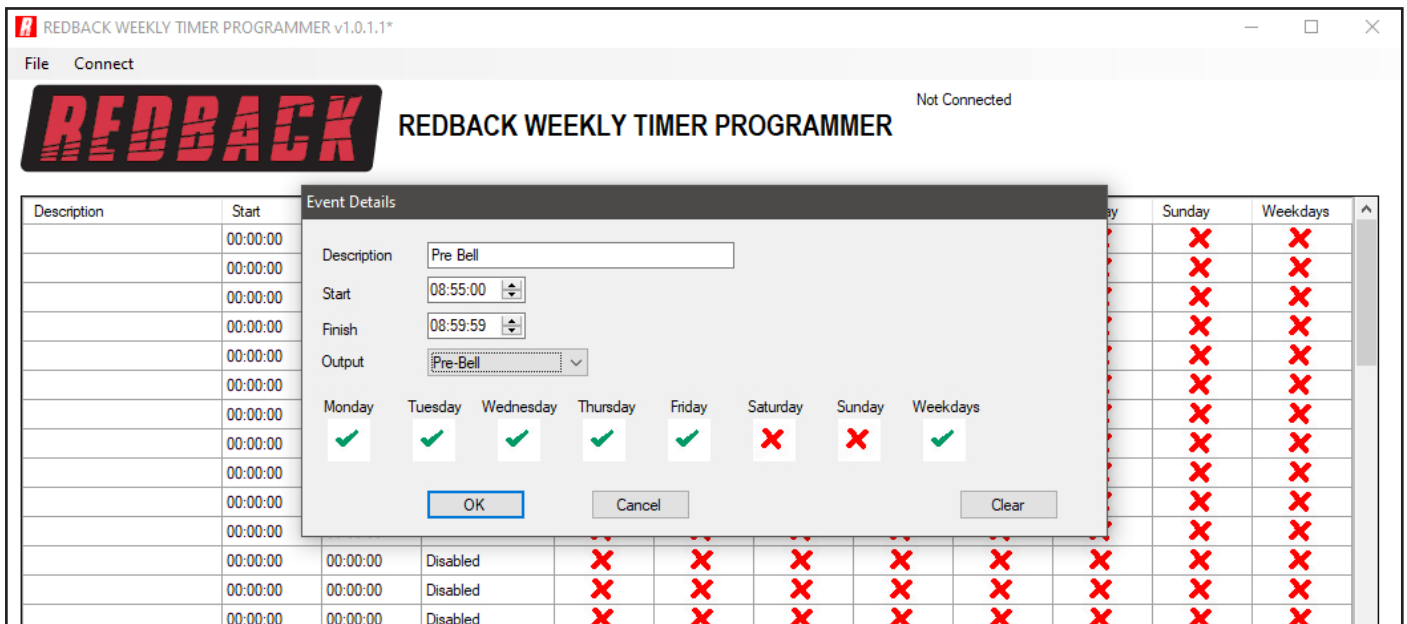 REDBACK WEEKLY TIMER PROGRAMMER v1.0.1.1*
File Connect
REDBACK
REDBACK WEEKLY TIMER PROGRAMMER
Not Connected
Description Start Sunday Weekdays
00:00:00
00:00:00
00:00:00
00:00:00
00:00:00
00:00:00
00:00:00
00:00:00
00:00:00
00:00:00
00:00:00
Event Details
Description Pre Bell
Start 08:55:00
Finish 08:59:59
Output Pre-Bell
Monday Tuesday Wednesday Thursday Friday Saturday Sunday Weekdays
OK Cancel Clear
00:00:00 00:00:00 Disabled
00:00:00 00:00:00 Disabled
00:00:00 00:00:00 Disabled